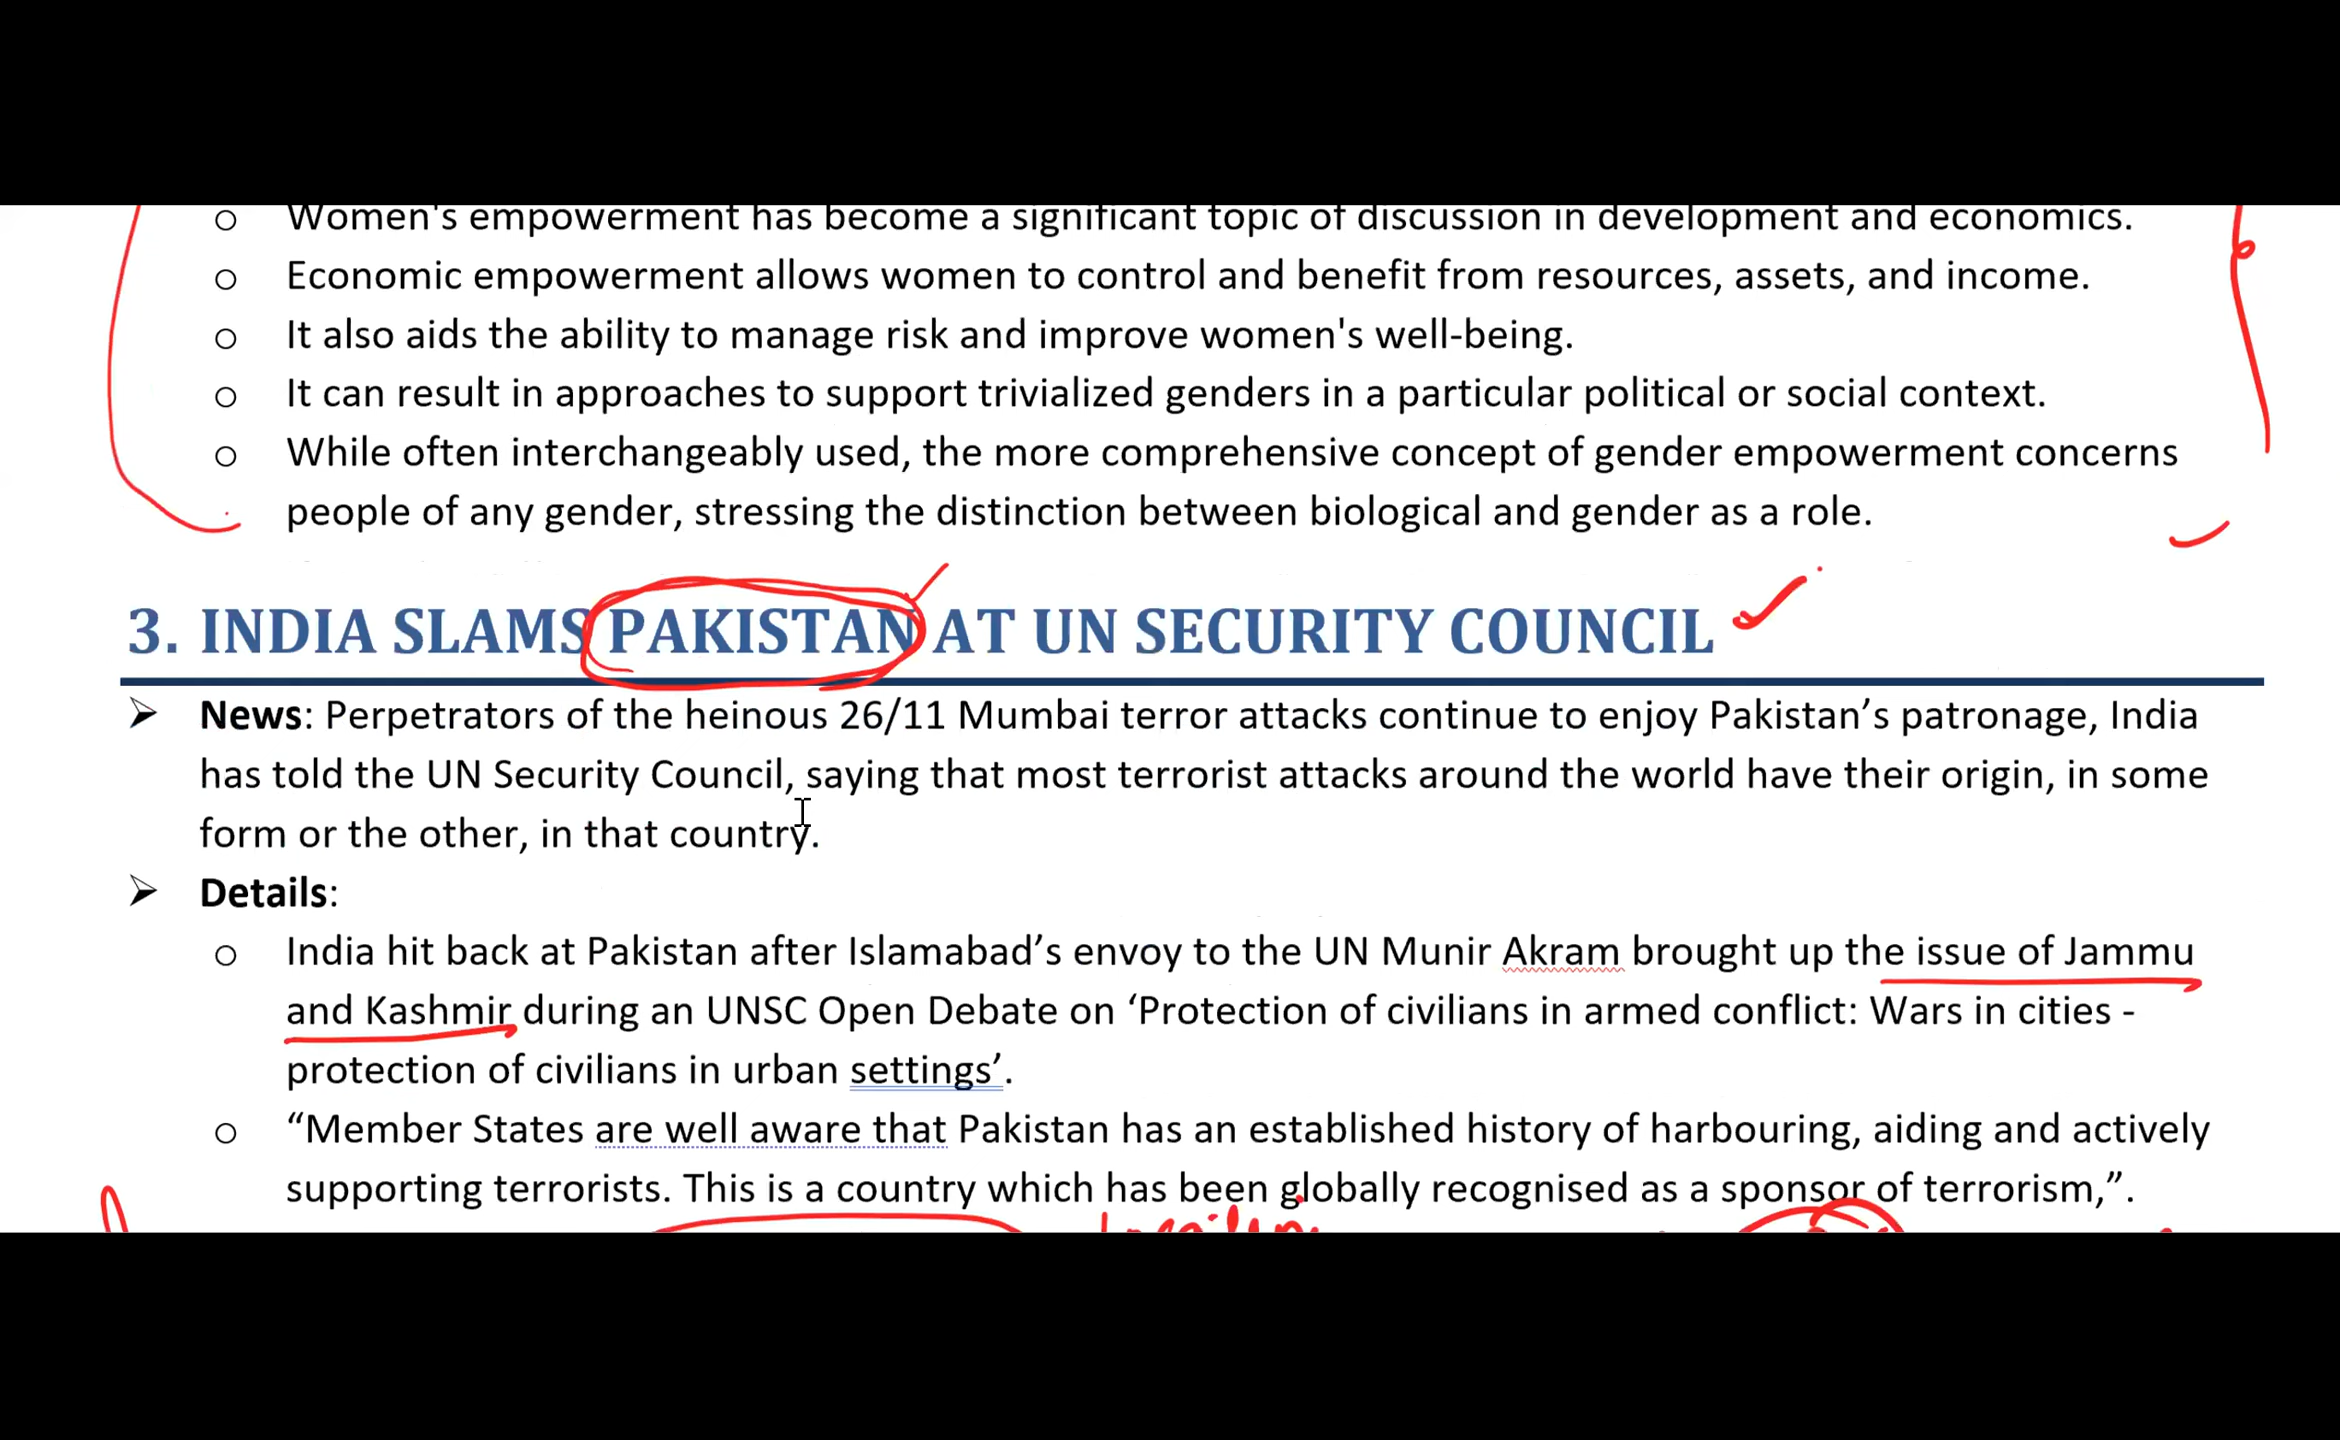 o Women's empowerment has become a significant topic of discussion in development and economics.
o Economic empowerment allows women to control and benefit from resources, assets, and income.
o It also aids the ability to manage risk and improve women's well-being.
o It can result in approaches to support trivialized genders in a particular political or social context.
o While often interchangeably used, the more comprehensive concept of gender empowerment concerns
people of any gender, stressing the distinction between biological and gender as a role.
3. INDIA SLAMS PAKISTAN AT UN SECURITY COUNCIL
➢ News: Perpetrators of the heinous 26/11 Mumbai terror attacks continue to enjoy Pakistan’s patronage, India
has told the UN Security Council, saying that most terrorist attacks around the world have their origin, in some
form or the other, in that country.
➢ Details:
o India hit back at Pakistan after Islamabad’s envoy to the UN Munir Akram brought up the issue of Jammu
and Kashmir during an UNSC Open Debate on ‘Protection of civilians in armed conflict: Wars in cities -
protection of civilians in urban settings’.
o “Member States are well aware that Pakistan has an established history of harbouring, aiding and actively
supporting terrorists. This is a country which has been globally recognised as a sponsor of terrorism,”.